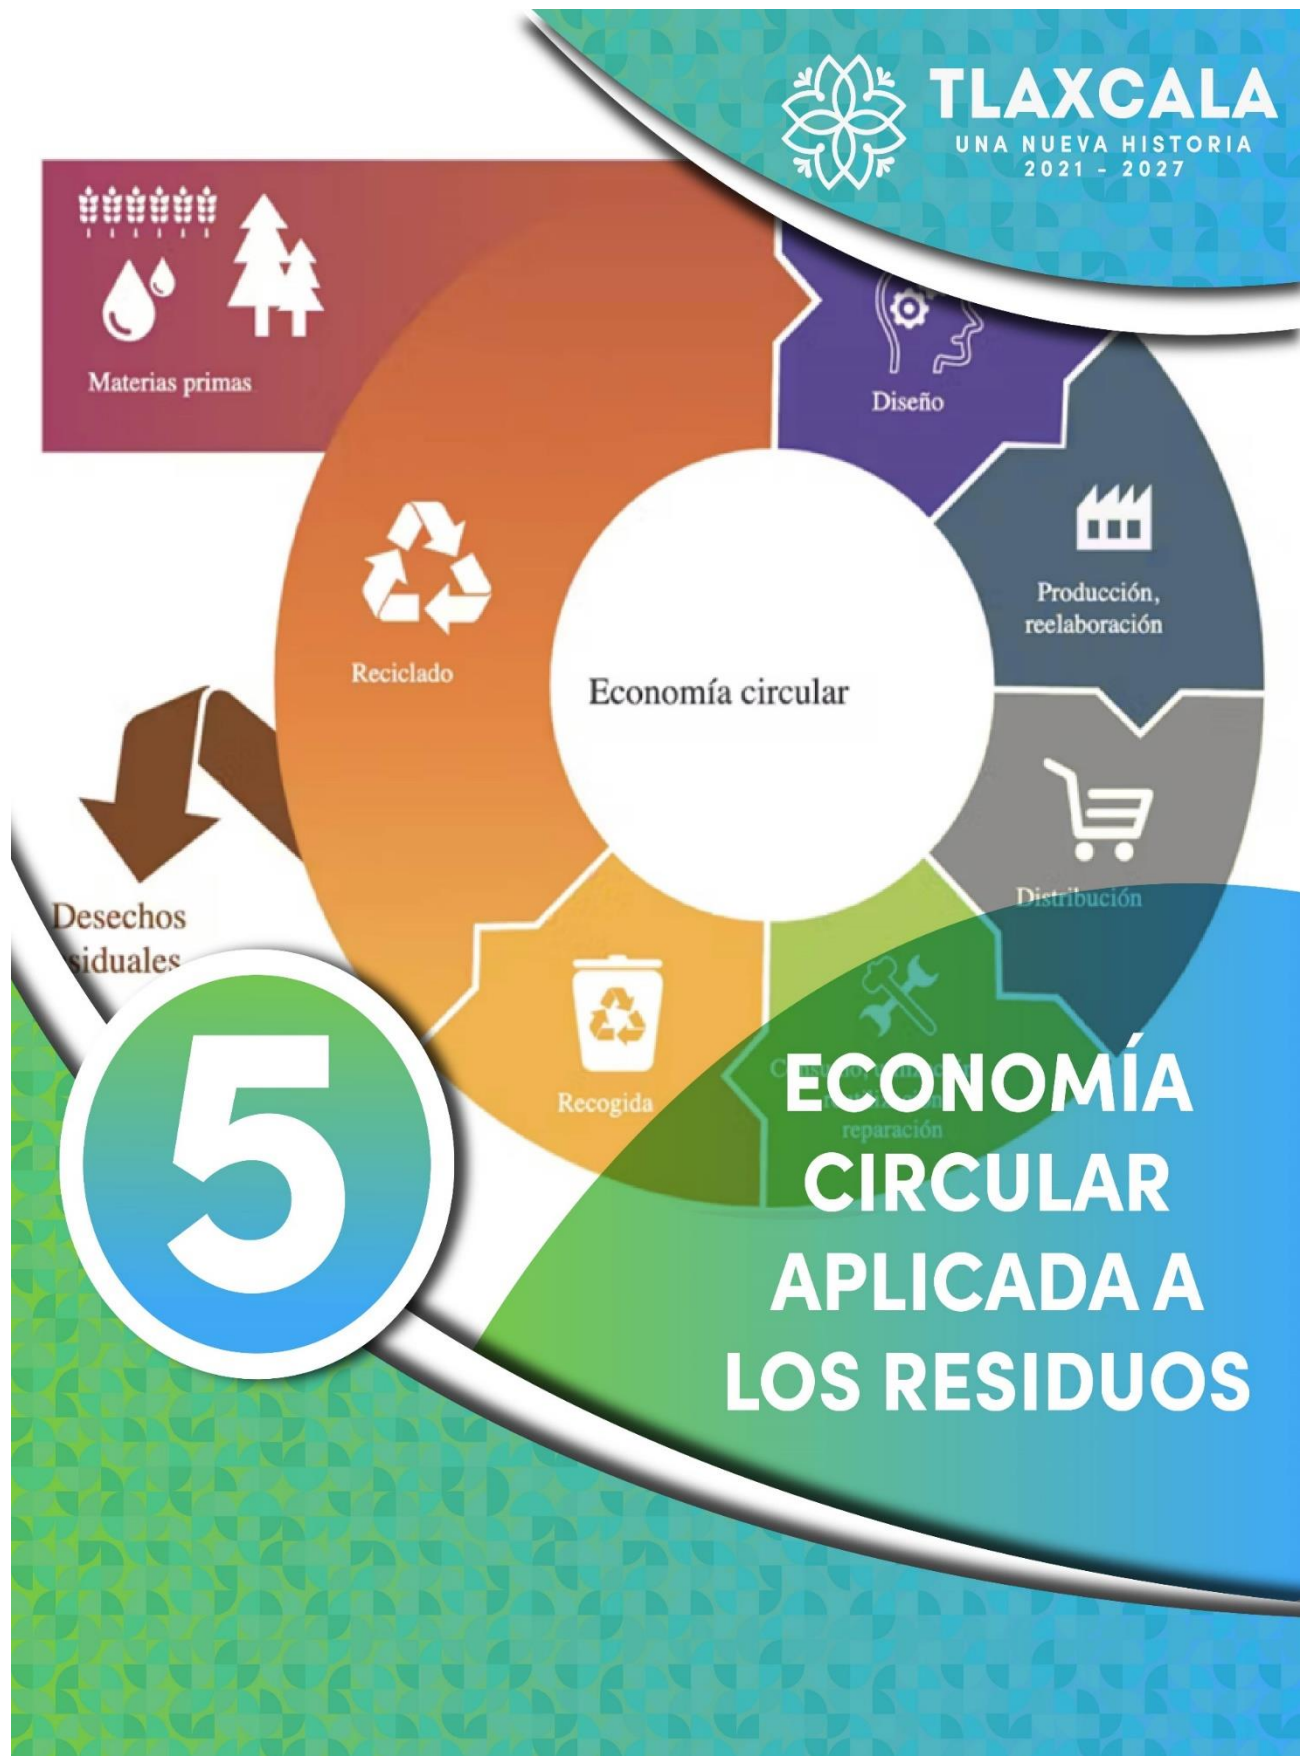 TLAXCALA
UNA NUEVA HISTORIA
2021 - 2027
Materias primas
Diseño
Producción,
reelaboración
Reciclado
Economía circular
Distribución
Desechos
Recogida
reparación
5
ECONOMÍA
CIRCULAR
APLICADA A
LOS RESIDUOS